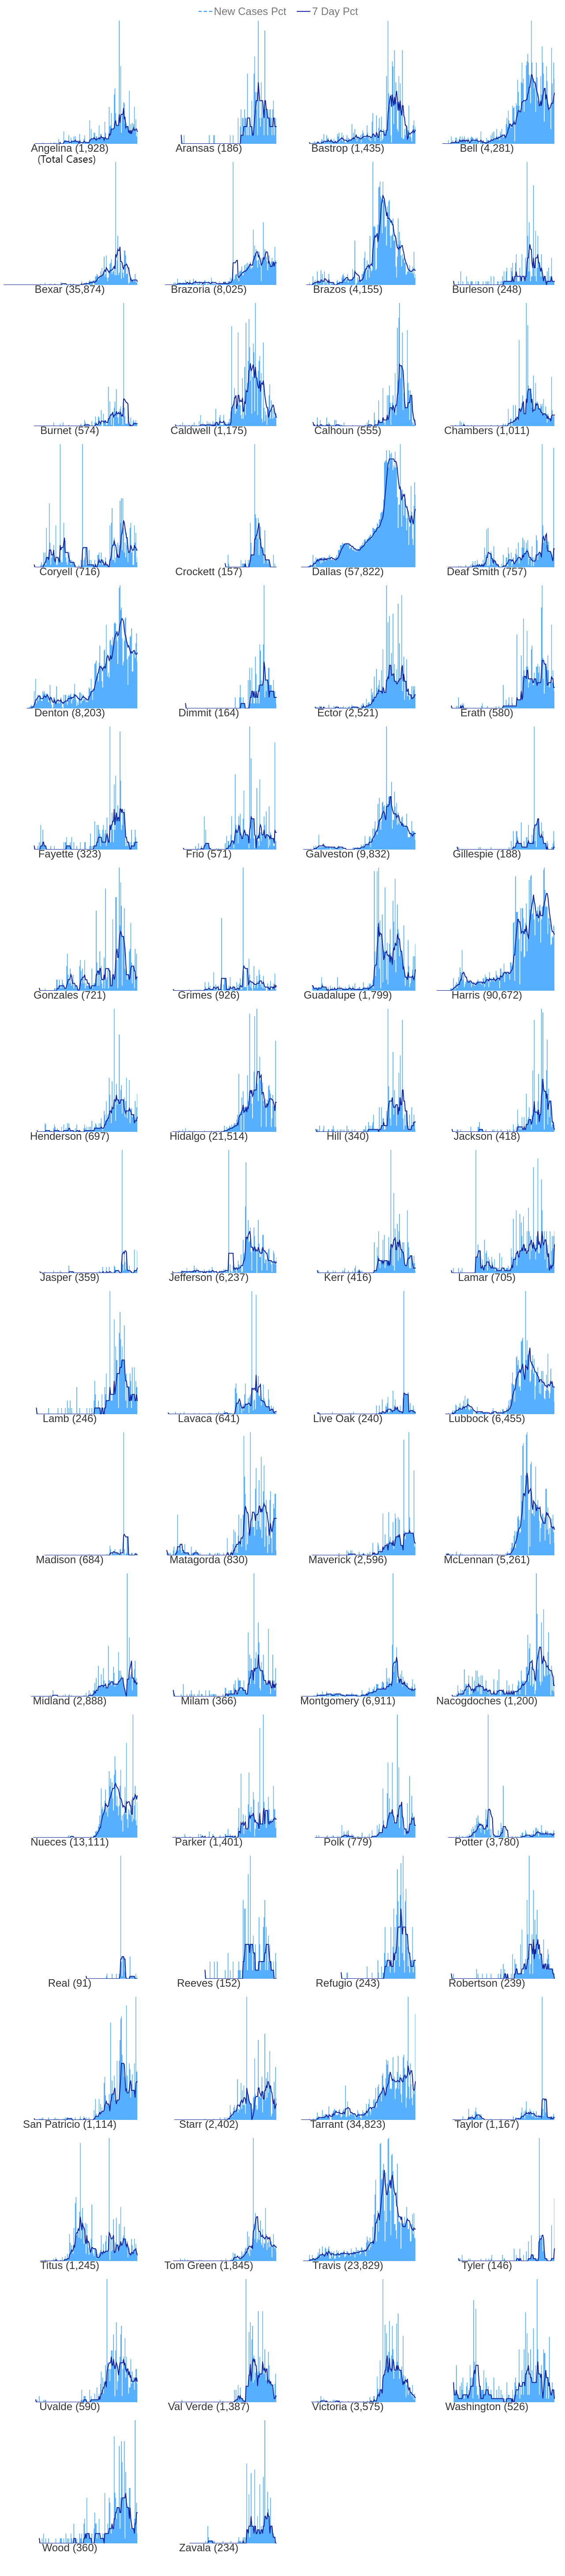 New Cases Pct 7 Day Pct
Angelina (1,928) Aransas (186) Bastrop (1,435) Bell (4,281)
(Total Cases)
Bexar (35,874) Brazoria (8,025) Brazos (4,155) Burleson (248)
Burnet (574) Caldwell (1,175) Calhoun (555) Chambers (1,011)
Coryell (716) Crockett (157) Dallas (57,822) Deaf Smith (757)
Denton (8,203) Dimmit (164) Ector (2,521) Erath (580)
Fayette (323) Frio (571) Galveston (9,832) Gillespie (188)
Gonzales (721) Grimes (926) Guadalupe (1,799) Harris (90,672)
Henderson (697) Hidalgo (21,514) Hill (340) Jackson (418)
Jasper (359) Jefferson (6,237) Kerr (416) Lamar (705)
Lamb (246) Lavaca (641) Live Oak (240) Lubbock (6,455)
Madison (684) Matagorda (830) Maverick (2,596) McLennan (5,261)
Midland (2,888) Milam (366) Montgomery (6,911) Nacogdoches (1,200)
Nueces (13,111) Parker (1,401) Polk (779) Potter (3,780)
Real (91) Reeves (152) Refugio (243) Robertson (239)
San Patricio (1,114) Starr (2,402) Tarrant (34,823) Taylor (1,167)
Titus (1,245) Tom Green (1,845) Travis (23,829) Tyler (146)
Uvalde (590) Val Verde (1,387) Victoria (3,575) Washington (526)
Wood (360) Zavala (234)